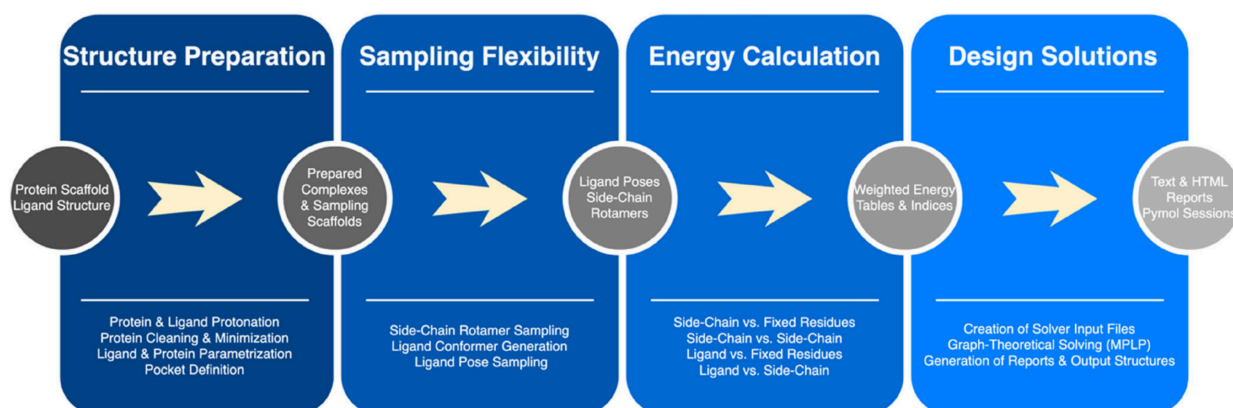 Structure Preparation
Sampling Flexibility
Energy Calculation
Design Solutions
Protein Scaffold
Ligand Structure
Prepared
Complexes
& Sampling
Scaffolds
Ligand Poses
Side-Chain
Rotamers
Weighted Energy
Tables & Indices
Text & HTML
Reports
Pymol Sessions
Protein & Ligand Protonation
Protein Cleaning & Minimization
Ligand & Protein Parametrization
Pocket Definition
Side-Chain Rotamer Sampling
Ligand Conformer Generation
Ligand Pose Sampling
Side-Chain vs. Fixed Residues
Side-Chain vs. Side-Chain
Ligand vs. Fixed Residues
Ligand vs. Side-Chain
Creation of Solver Input Files
Graph-Theoretical Solving (MPLP)
Generation of Reports & Output Structures